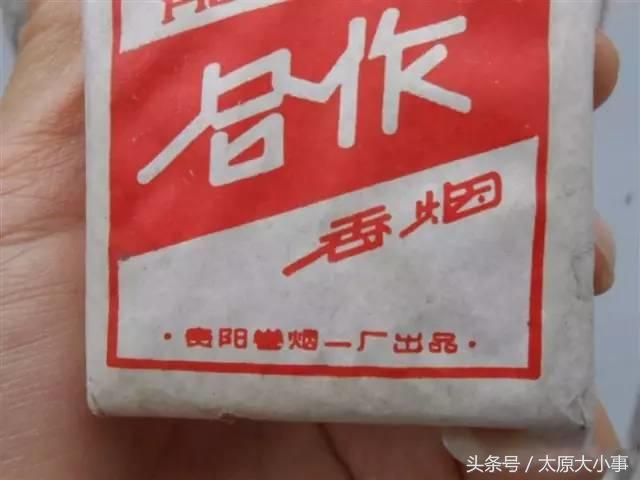 合作
香烟
·贵阳卷烟一厂出品·
头条号／太原大小事